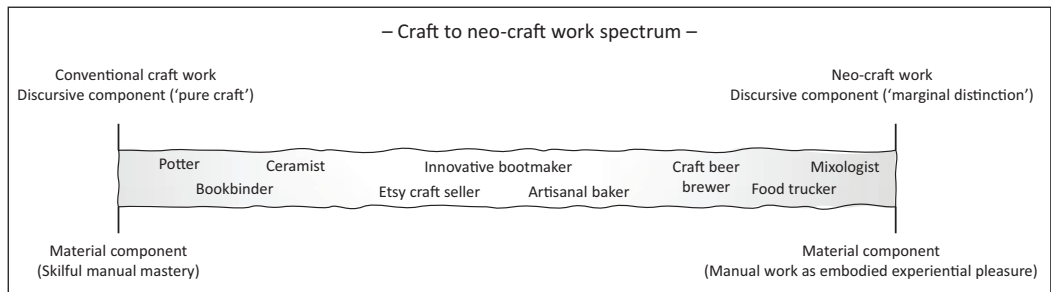 – Craft to neo-craft work spectrum –
Conventional craft work
Discursive component (‘pure craft’)
Neo-craft work
Discursive component (‘marginal distinction’)
Potter
Ceramist
Innovative bootmaker
Craft beer
brewer
Mixologist
Bookbinder
Etsy craft seller
Artisanal baker
Food trucker
Material component
(Skilful manual mastery)
Material component
(Manual work as embodied experiential pleasure)